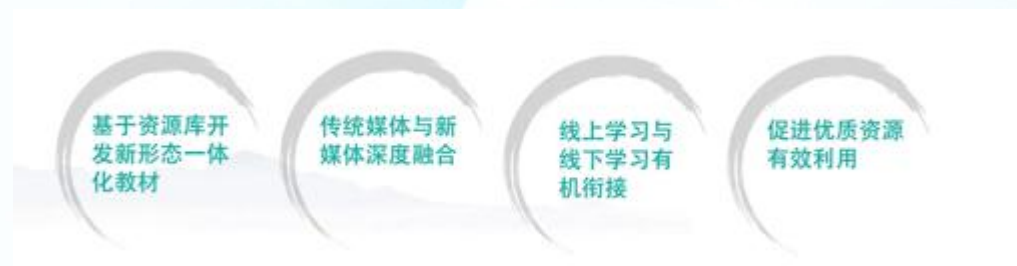 基于资源库开
发新形态一体
化教材
传统媒体与新
媒体深度融合
线上学习与
线下学习有
机衔接
促进优质资源
有效利用